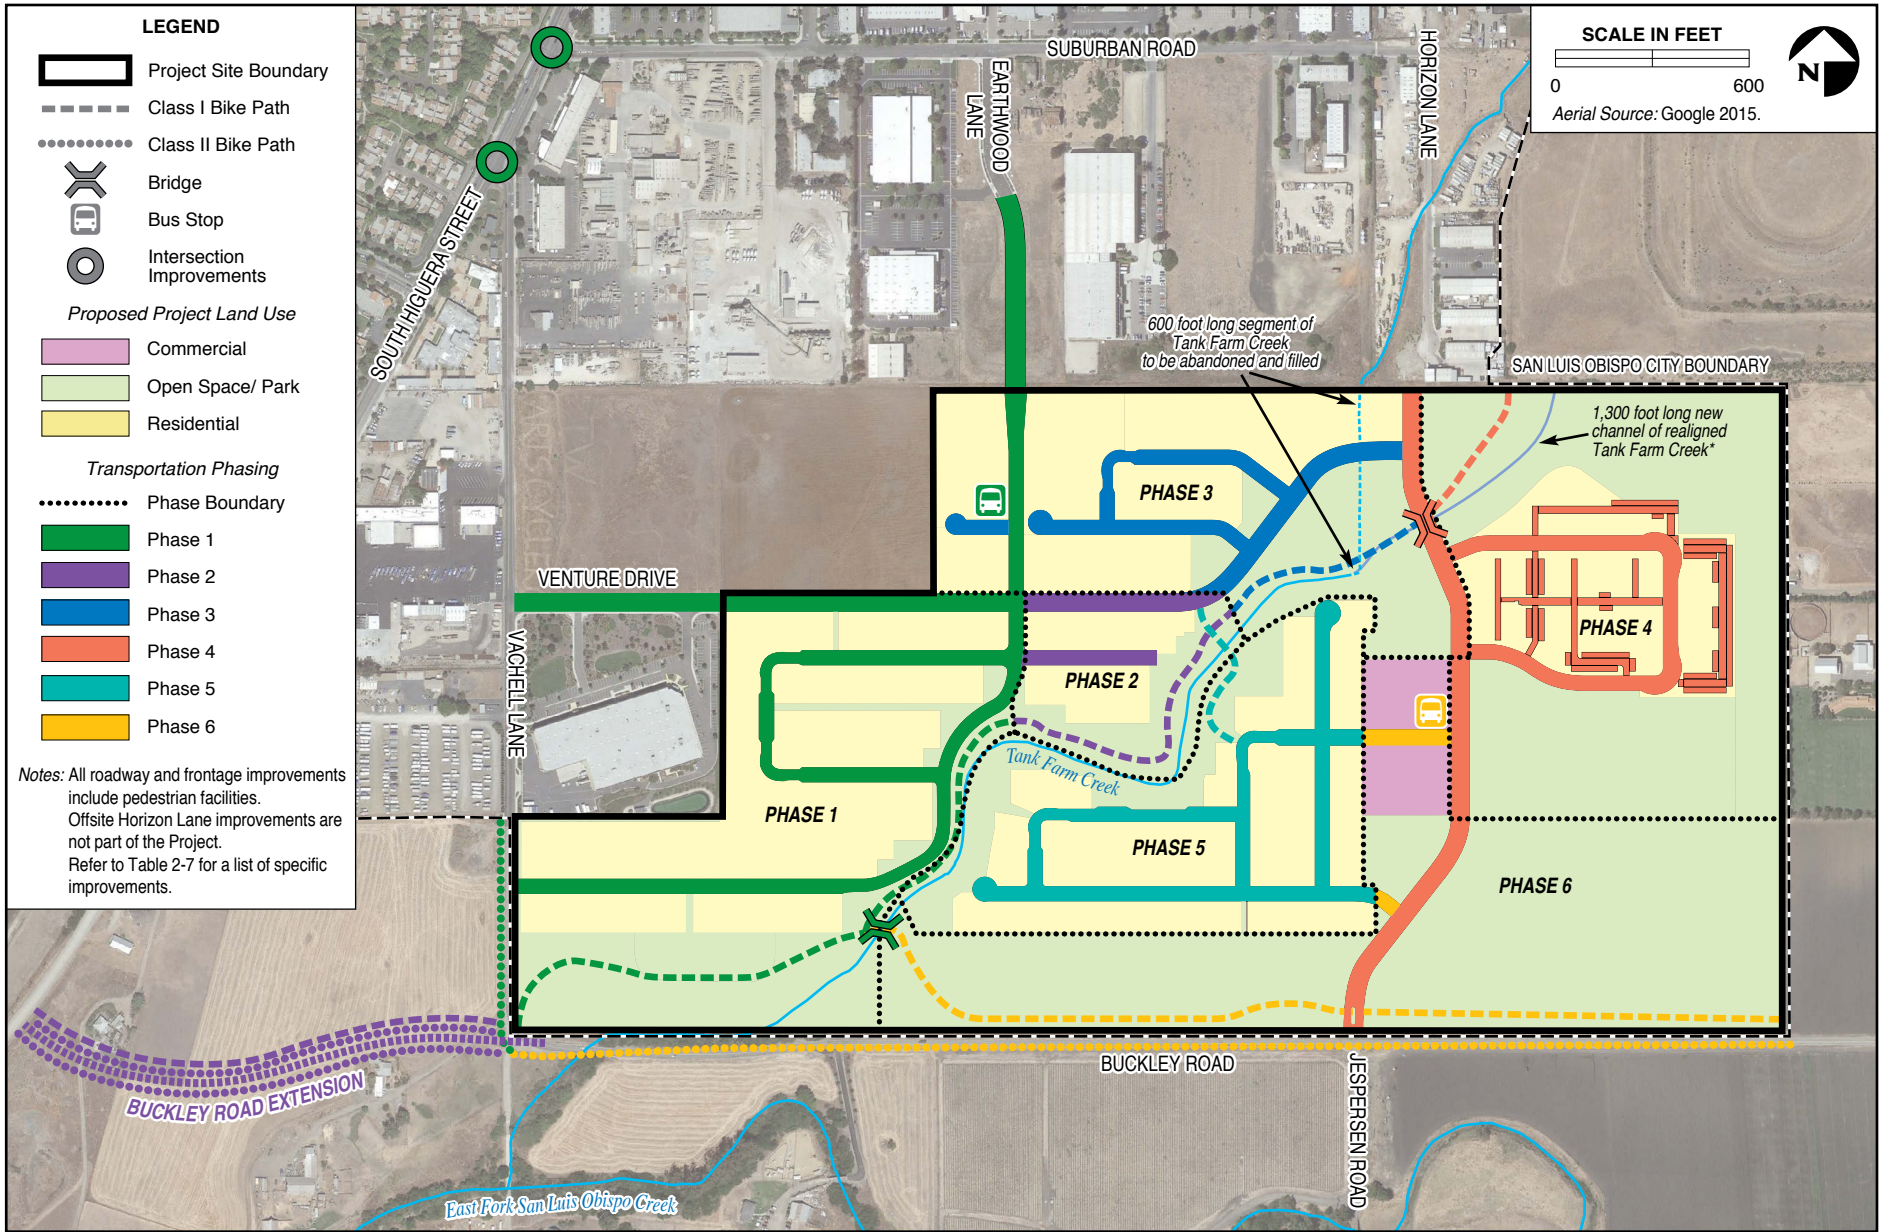 LEGEND
Project Site Boundary
Class I Bike Path
Class II Bike Path
Bridge
Bus Stop
Intersection
Improvements
Proposed Project Land Use
Commercial
Open Space/ Park
Residential
Transportation Phasing
Phase Boundary
Phase 1
Phase 2
Phase 3
Phase 4
Phase 5
Phase 6
Notes: All roadway and frontage improvements
include pedestrian facilities.
Offsite Horizon Lane improvements are
not part of the Project.
Refer to Table 2-7 for a list of specific
improvements.
SCALE IN FEET
0 600
Aerial Source: Google 2015.
N
SUBURBAN ROAD
EARTHWOOD
LANE
HORIZON LANE
SOUTH HIGUERA STREET
600 foot long segment of
Tank Farm Creek
to be abandoned and filled
SAN LUIS OBISPO CITY BOUNDARY
1,300 foot long new
channel of realigned
Tank Farm Creek*
PHASE 3
VENTURE DRIVE
VACHELL LANE
PHASE 4
PHASE 2
Tank Farm Creek
PHASE 1
PHASE 5
PHASE 6
BUCKLEY ROAD
BUCKLEY ROAD EXTENSION
JESPERSEN ROAD
East Fork San Luis Obispo Creek